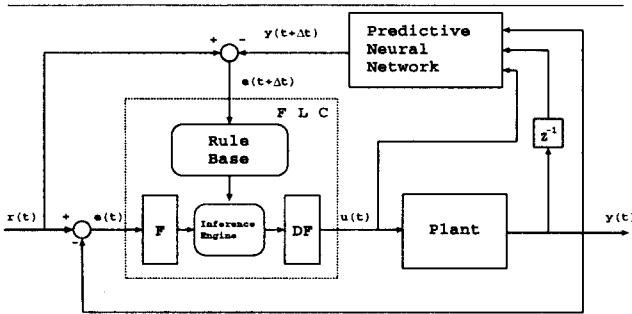 y(t+Δt)
Predictive
Neural
Network
+
-
e(t+Δt)
F L C
Rule
Base
z⁻¹
r(t)
+
-
e(t)
F
Inference
Engine
DF
u(t)
Plant
y(t)